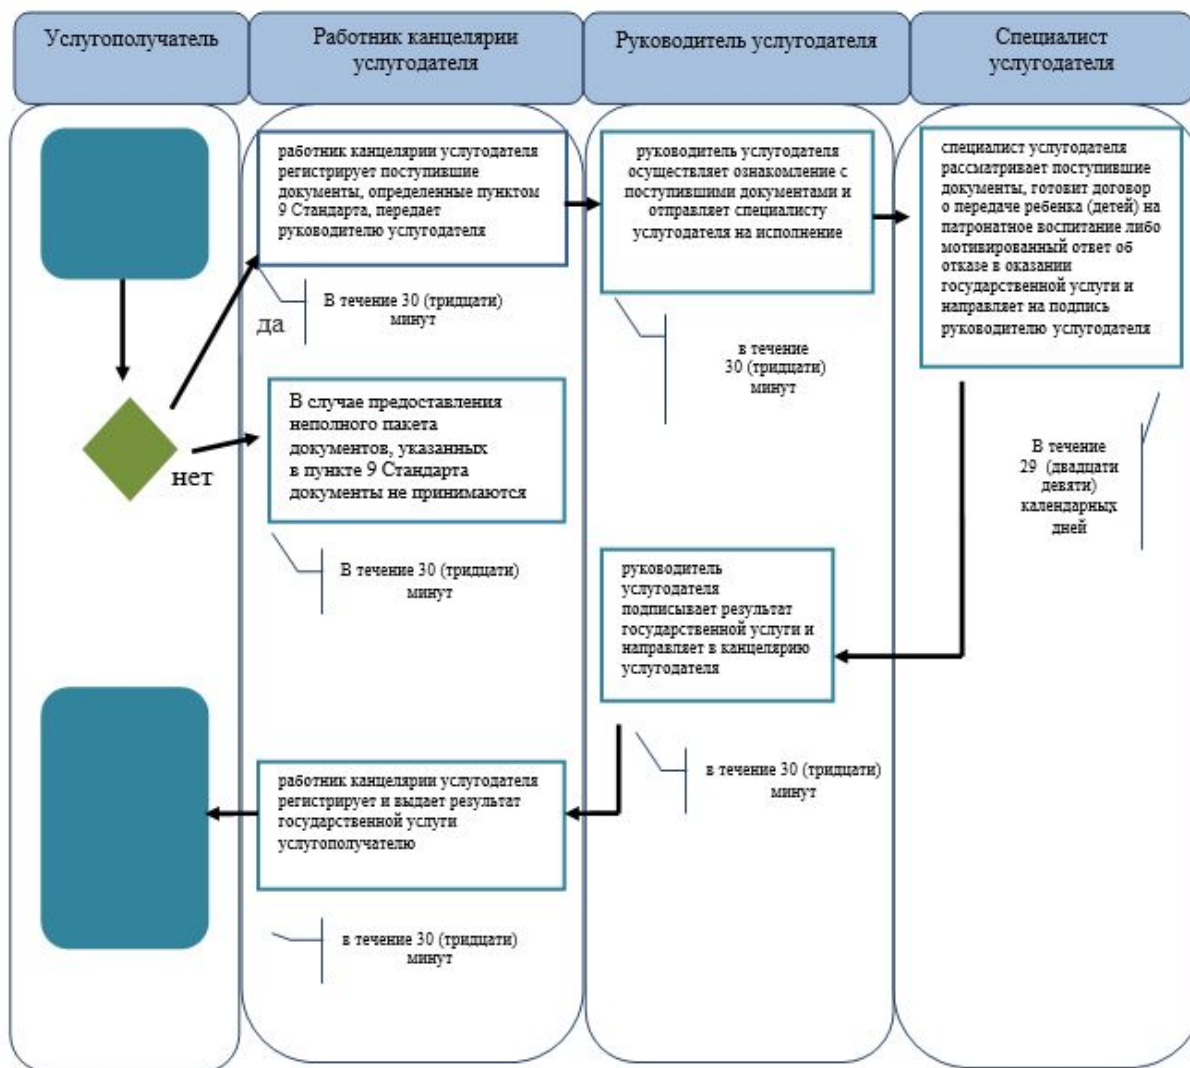 Услугополучатель
Работник канцелярии
услугодателя
Руководитель услугодателя
Специалист
услугодателя
работник канцелярии услугодателя
регистрирует поступившие
документы, определенные пунктом
9 Стандарта, передает
руководителю услугодателя
В течение 30 (тридцати)
минут
да
руководитель услугодателя
осуществляет ознакомление с
поступившими документами и
отправляет специалисту
услугодателя на исполнение
в течение
30 (тридцати)
минут
специалист услугодателя
рассматривает поступившие
документы, готовит договор
о передаче ребенка (детей) на
патронатное воспитание либо
мотивированный ответ об
отказе в оказании
государственной услуги и
направляет на подпись
руководителю услугодателя
В течение
29 (двадцати
девяти)
календарных
дней
нет
В случае предоставления
неполного пакета
документов, указанных
в пункте 9 Стандарта
документы не принимаются
В течение 30 (тридцати)
минут
руководитель
услугодателя
подписывает результат
государственной услуги и
направляет в канцелярию
услугодателя
в течение 30 (тридцати)
минут
работник канцелярии услугодателя
регистрирует и выдает результат
государственной услуги
услугополучателю
в течение 30 (тридцати)
минут